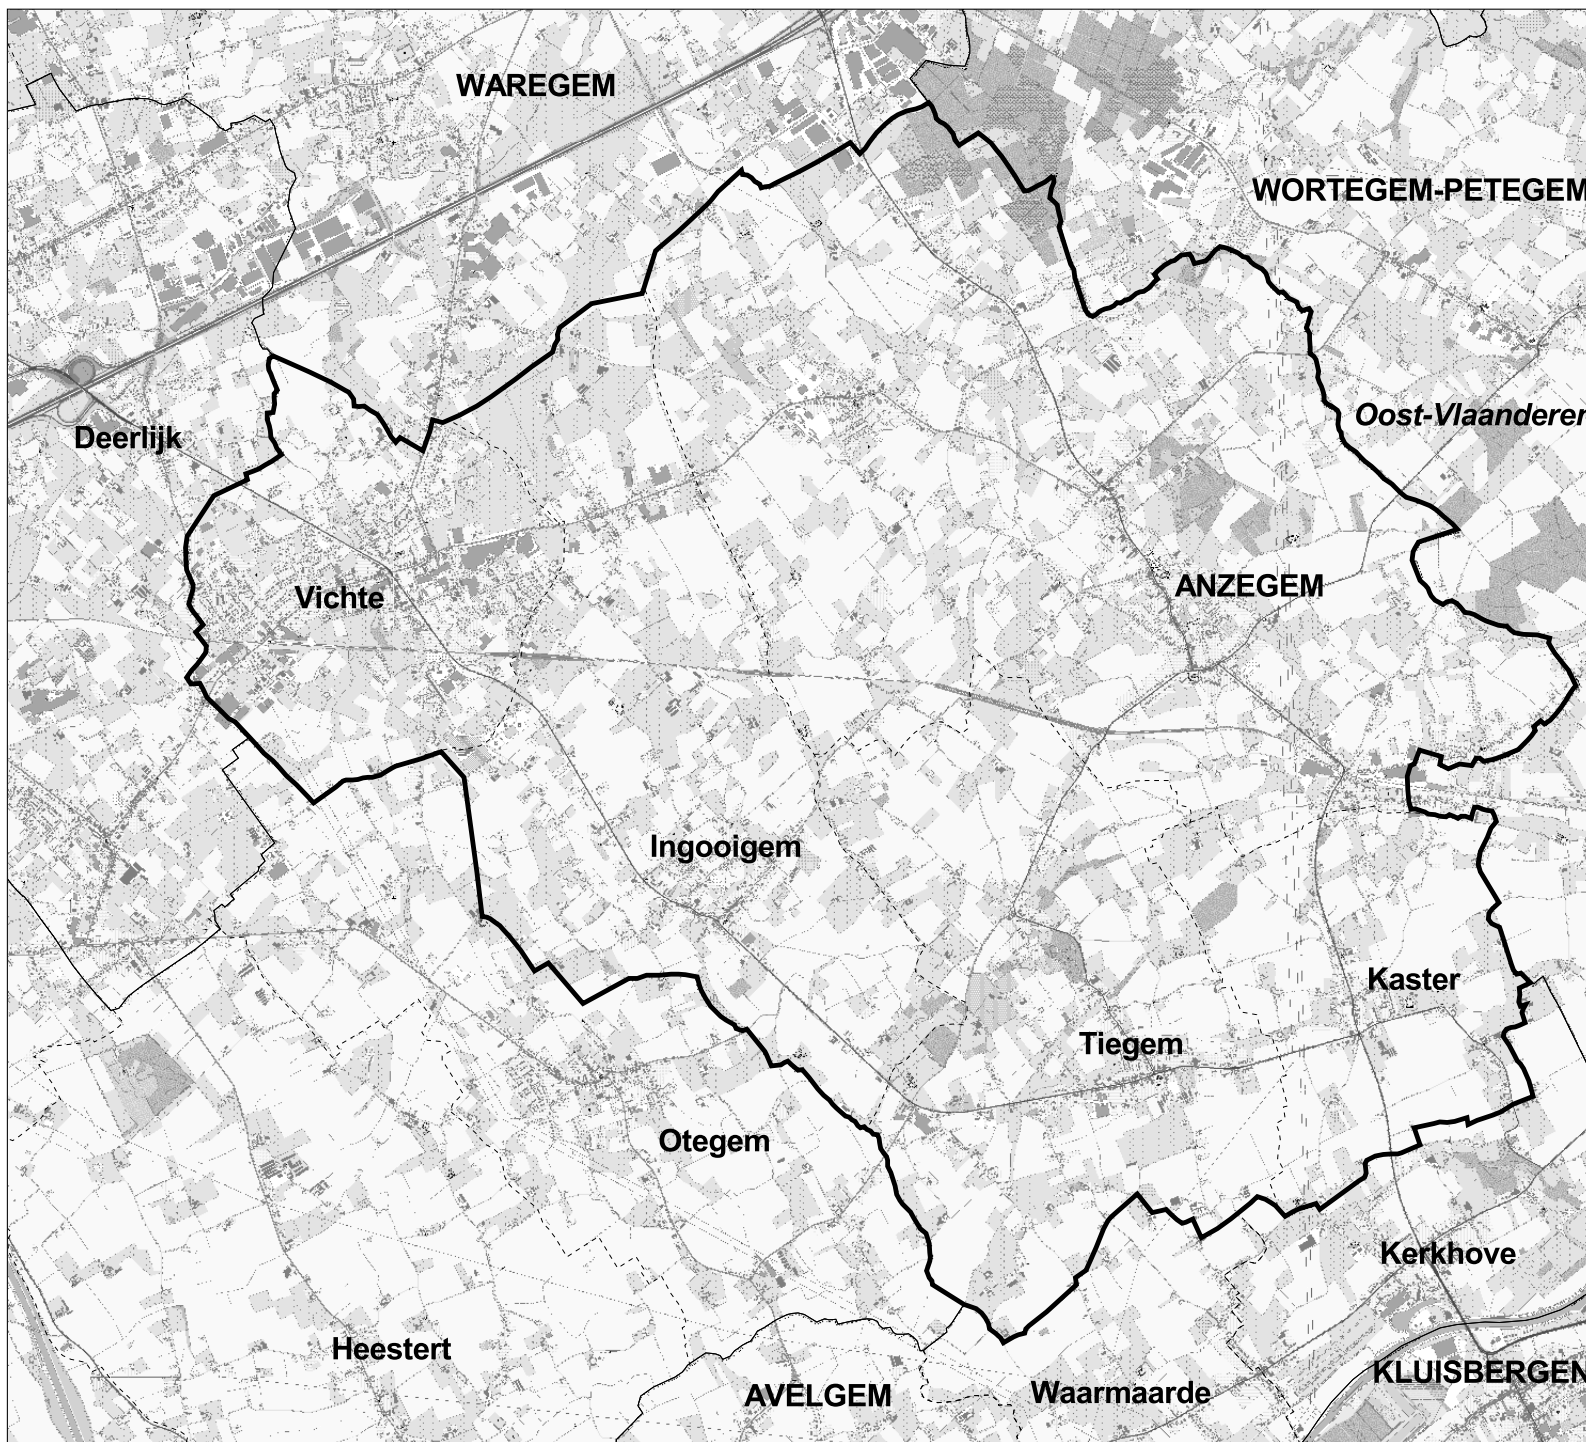 WAREGEM
WORTEGEM-PETEGEM
Oost-Vlaanderen
Deerlijk
ANZEGEM
Vichte
Ingooigem
Kaster
Tiegem
Otegem
Kerkhove
Heestert
KLUISBERGEN
Waarmaarde
AVELGEM